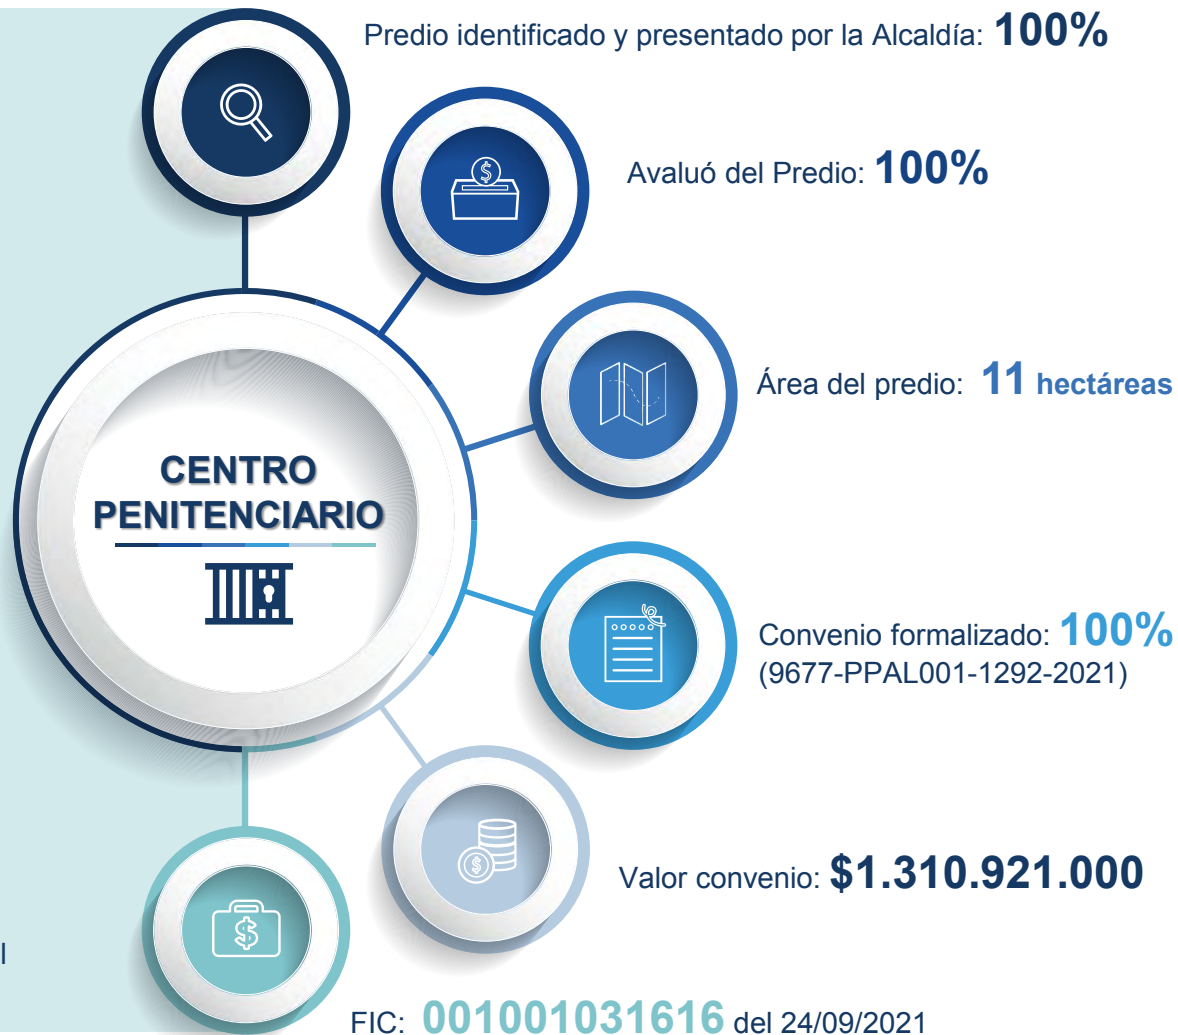 Predio identificado y presentado por la Alcaldía: 100%
Avaluó del Predio: 100%
Área del predio: 11 hectáreas
CENTRO
PENITENCIARIO
Convenio formalizado: 100%
(9677-PPAL001-1292-2021)
Valor convenio: $1.310.921.000
FIC: 001001031616 del 24/09/2021